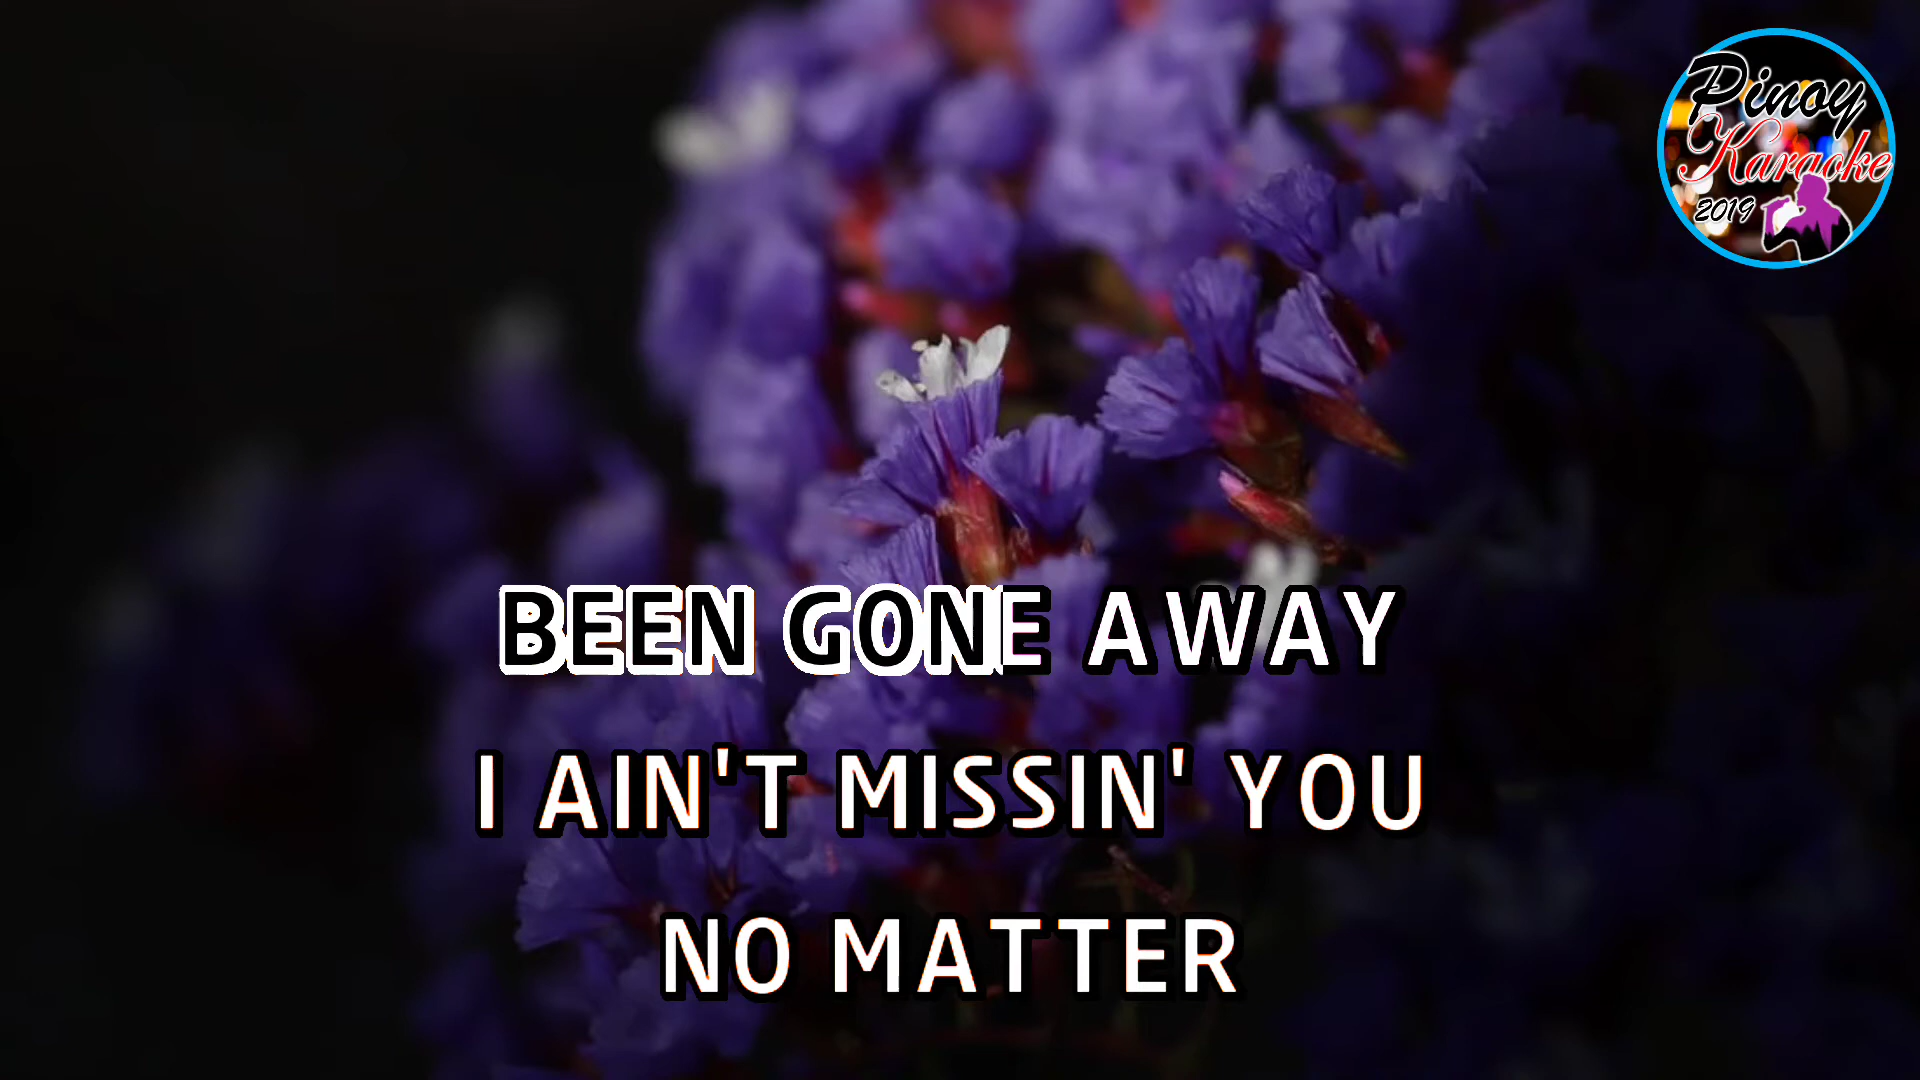 Pinoy
Karaoke
2019
BEEN GONE AWAY
I AIN'T MISSIN' YOU
NO MATTER